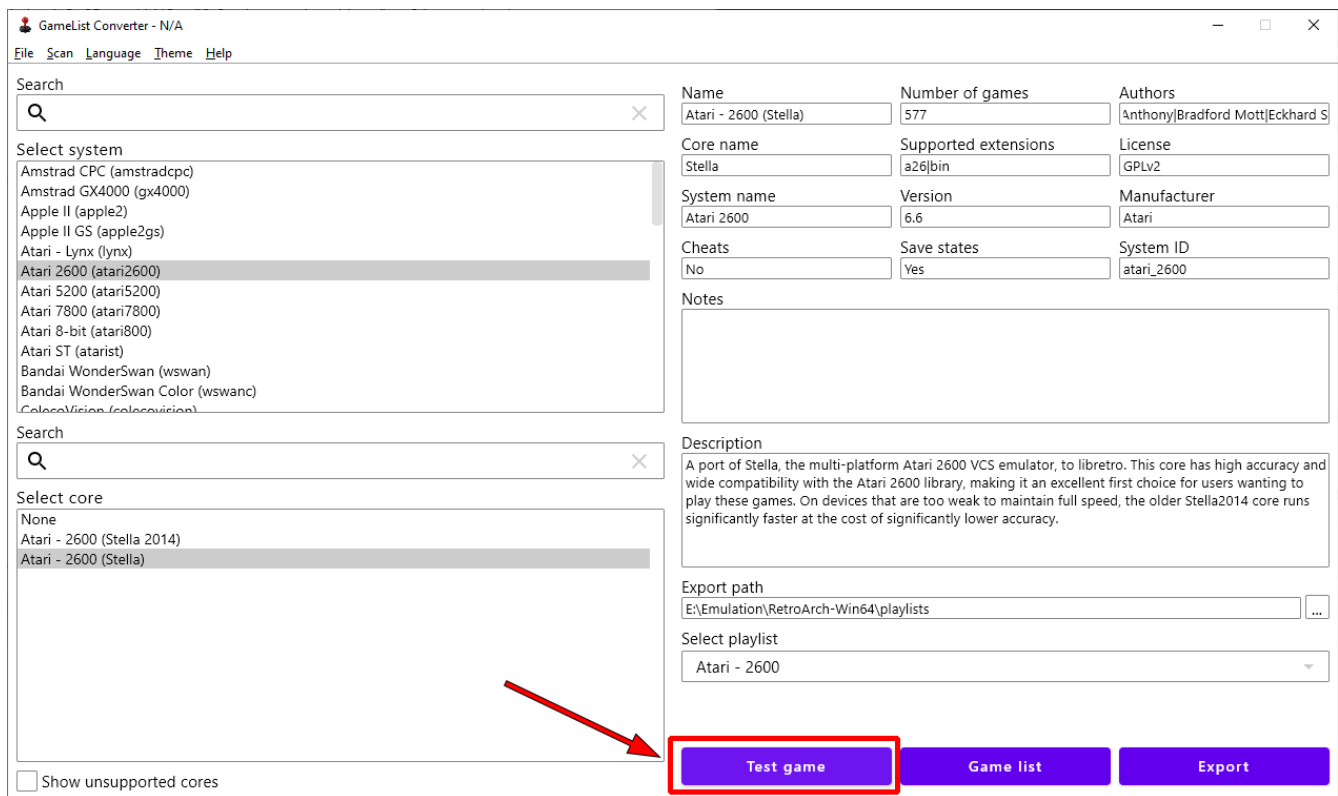 GameList Converter - N/A
File Scan Language Theme Help
Search
Select system
Amstrad CPC (amstradcpc)
Amstrad GX4000 (gx4000)
Apple II (apple2)
Apple II GS (apple2gs)
Atari - Lynx (lynx)
Atari 2600 (atari2600)
Atari 5200 (atari5200)
Atari 7800 (atari7800)
Atari 8-bit (atari800)
Atari ST (atarist)
Bandai WonderSwan (wswan)
Bandai WonderSwan Color (wswanc)
ColecoVision (colecovision)
Search
Select core
None
Atari - 2600 (Stella 2014)
Atari - 2600 (Stella)
Show unsupported cores
Name Number of games Authors
Atari - 2600 (Stella) 577 Anthony|Bradford Mott|Eckhard S
Core name Supported extensions License
Stella a26|bin GPLv2
System name Version Manufacturer
Atari 2600 6.6 Atari
Cheats Save states System ID
No Yes atari_2600
Notes
Description
A port of Stella, the multi-platform Atari 2600 VCS emulator, to libretro. This core has high accuracy and
wide compatibility with the Atari 2600 library, making it an excellent first choice for users wanting to
play these games. On devices that are too weak to maintain full speed, the older Stella2014 core runs
significantly faster at the cost of significantly lower accuracy.
Export path
E:\Emulation\RetroArch-Win64\playlists
...
Select playlist
Atari - 2600
Test game Game list Export